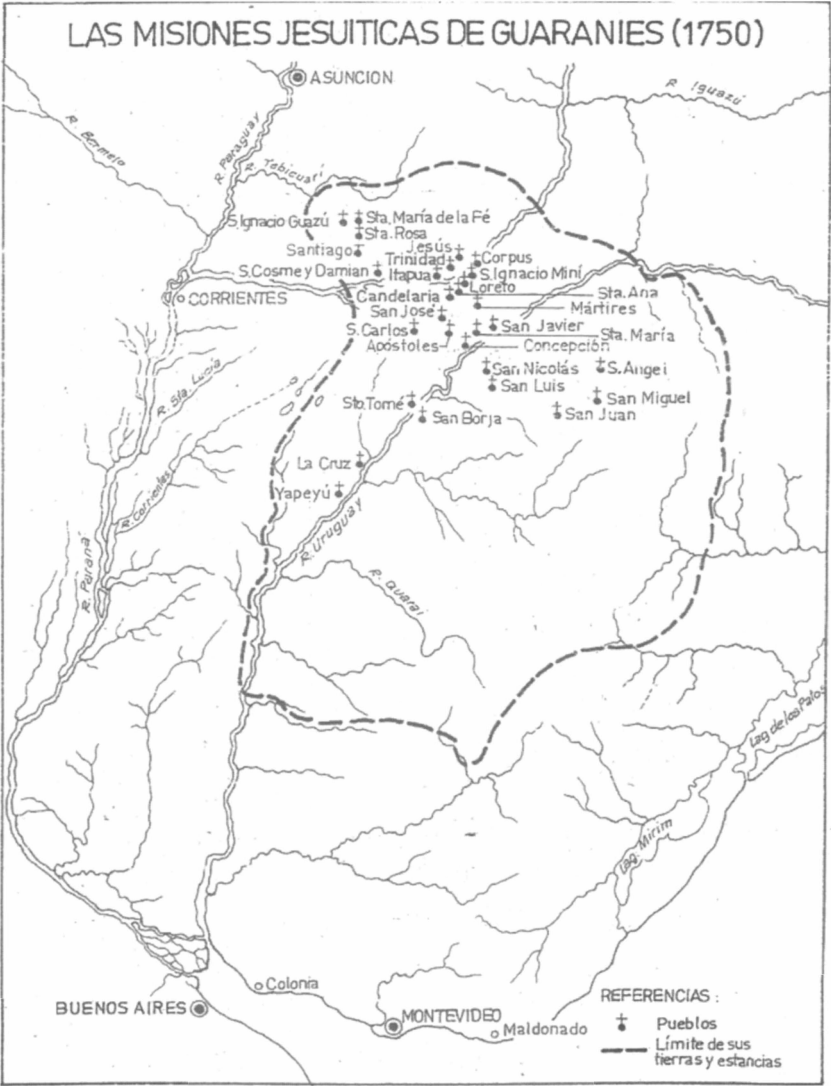 LAS MISIONES JESUITICAS DE GUARANIES (1750)
ASUNCION
R. Iguazú
R. Bermejo
R. Paraguay
R. Tebicuarí
S. Ignacio Guazú
Sta. María de la Fé
Sta. Rosa
Santiago
Jesús
Trinidad
Corpus
S. Cosme y Damian
Itapua
S. Ignacio Miní
Loreto
CORRIENTES
Candelaria
Sta. Ana
San José
Mártires
S. Carlos
San Javier
Sta. María
Apóstoles
Concepción
San Nicolás
S. Angel
San Luis
R. Sta. Lucía
Sto. Tomé
San Miguel
San Borja
San Juan
La Cruz
R. Corrientes
Yapeyú
R. Uruguay
R. Paraná
R. Quarai
Lag. de los Patos
Lag. Mirim
Colonia
BUENOS AIRES
MONTEVIDEO
Maldonado
REFERENCIAS :
Pueblos
Límite de sus
tierras y estancias